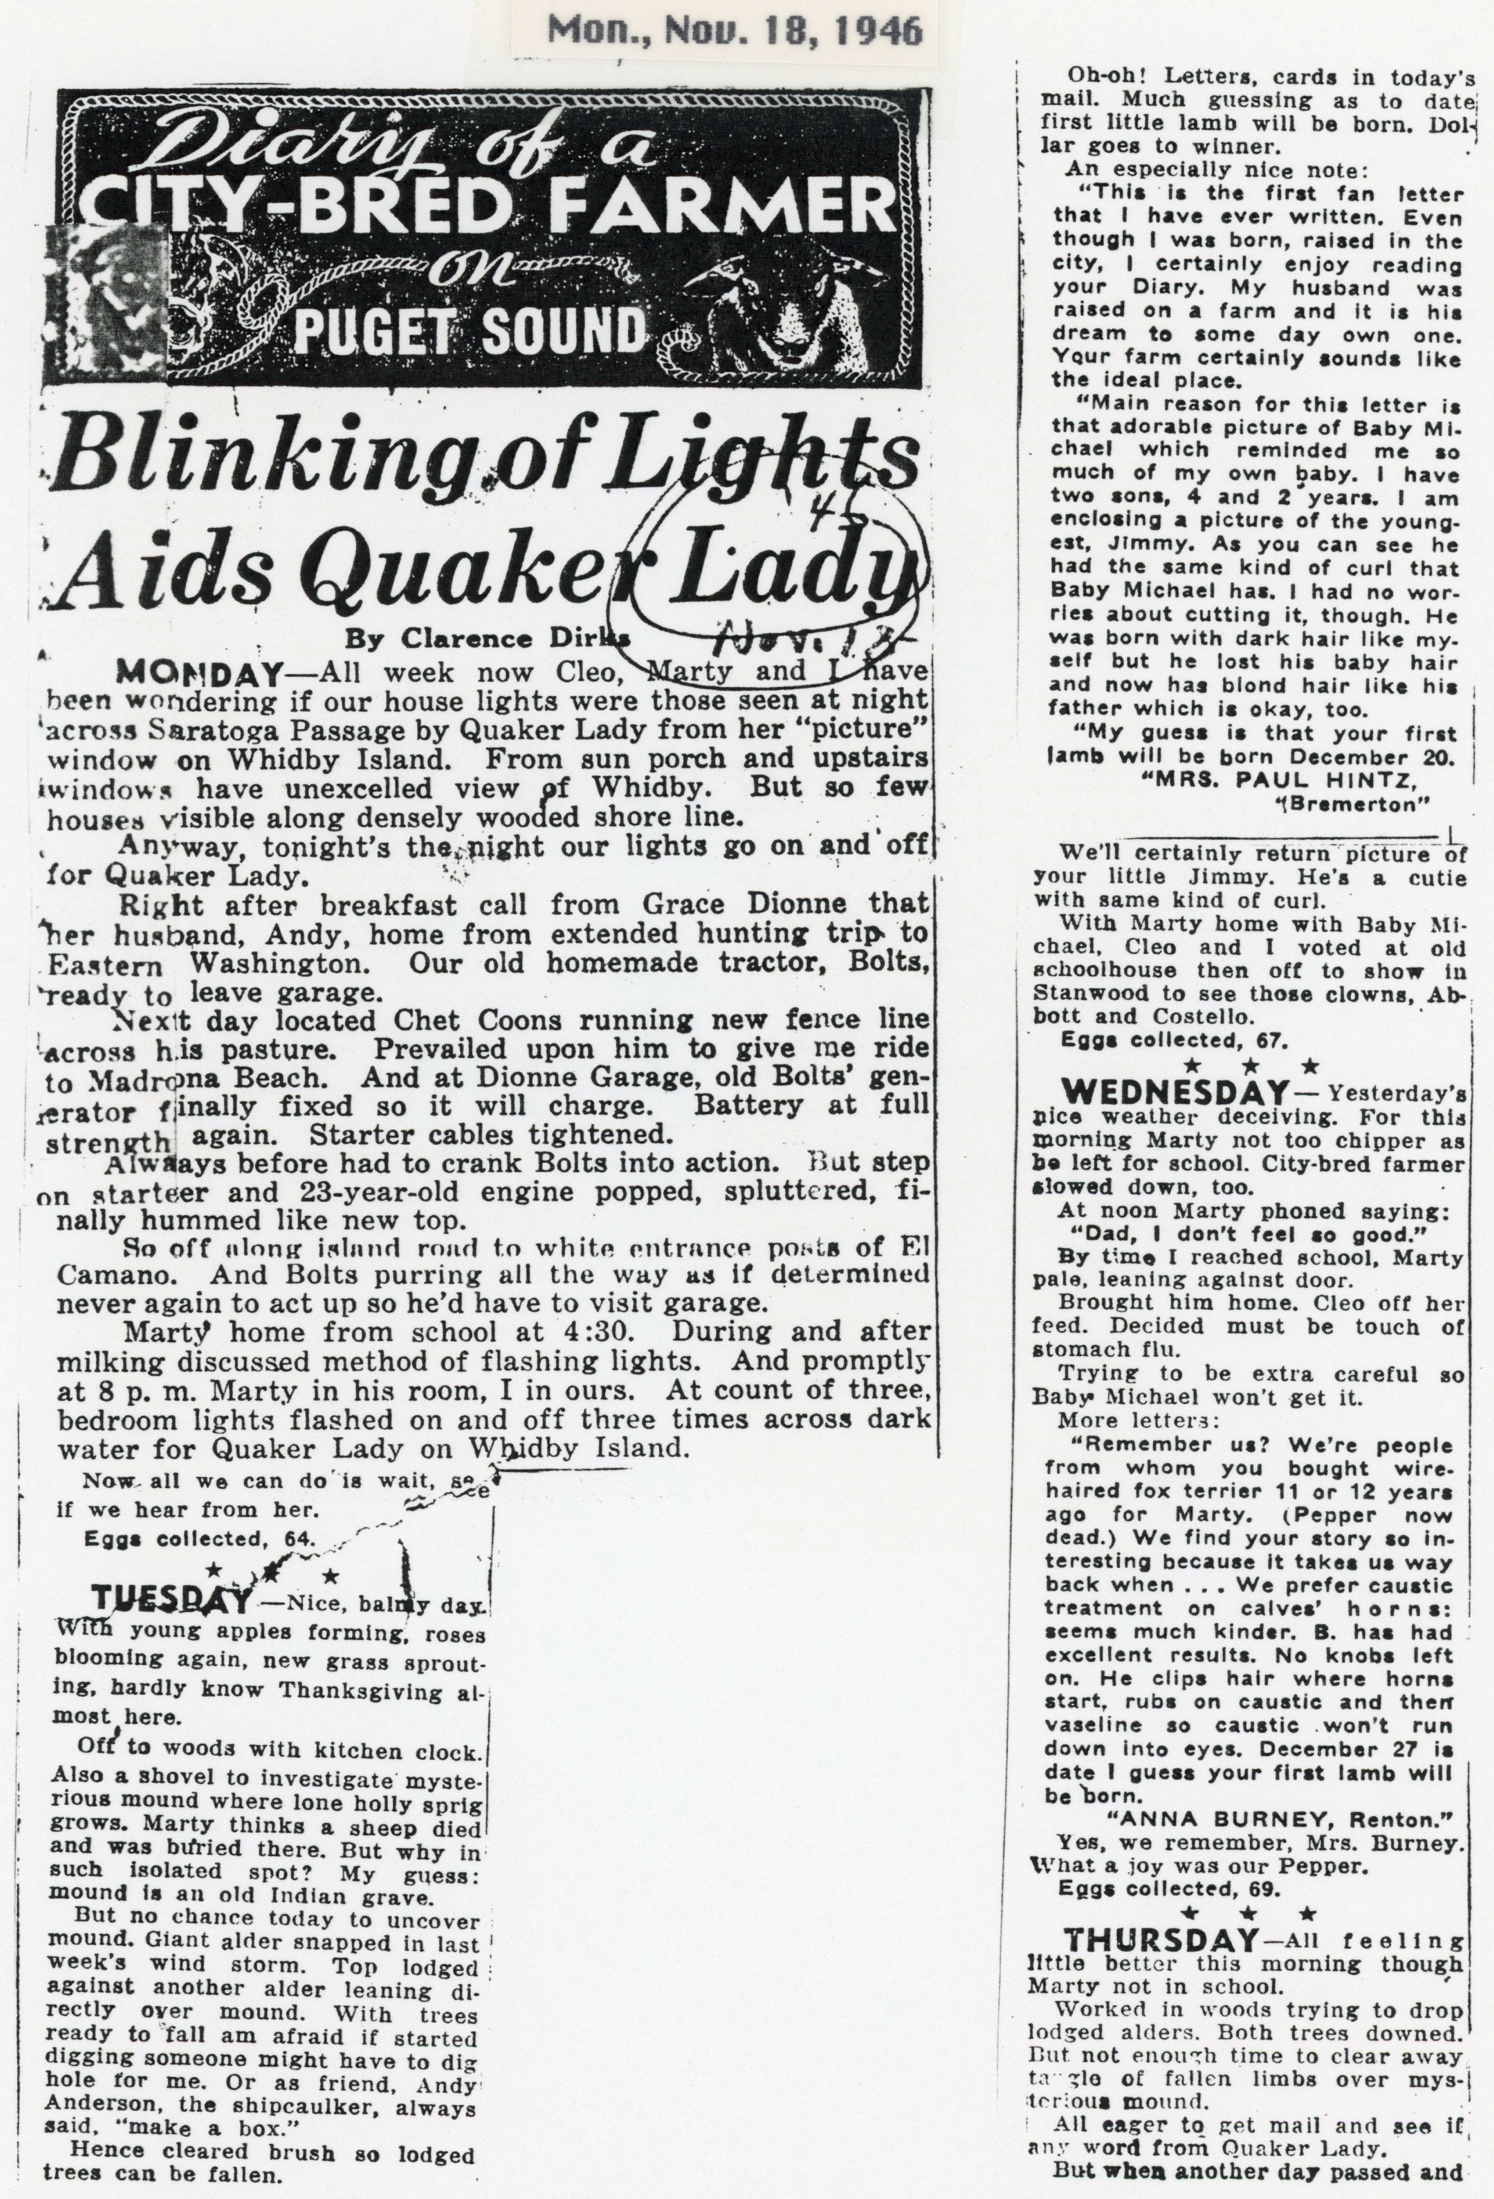 Mon., Nov. 18, 1946
Diary of a
CITY-BRED FARMER
on
PUGET SOUND
Blinking of Lights
Aids Quaker Lady
Nov. 18-
By Clarence Dirks
MONDAY—All week now Cleo, Marty and I have
been wondering if our house lights were those seen at night
across Saratoga Passage by Quaker Lady from her "picture"
window on Whidby Island. From sun porch and upstairs
windows have unexcelled view of Whidby. But so few
houses visible along densely wooded shore line.
Anyway, tonight's the night our lights go on and off
for Quaker Lady.
Right after breakfast call from Grace Dionne that
her husband, Andy, home from extended hunting trip to
Eastern Washington. Our old homemade tractor, Bolts,
ready to leave garage.
Next day located Chet Coons running new fence line
across his pasture. Prevailed upon him to give me ride
to Madrona Beach. And at Dionne Garage, old Bolts' gen-
erator finally fixed so it will charge. Battery at full
strength again. Starter cables tightened.
Always before had to crank Bolts into action. But step
on starter and 23-year-old engine popped, spluttered, fi-
nally hummed like new top.
So off along island road to white entrance posts of El
Camano. And Bolts purring all the way as if determined
never again to act up so he'd have to visit garage.
Marty home from school at 4:30. During and after
milking discussed method of flashing lights. And promptly
at 8 p. m. Marty in his room, I in ours. At count of three,
bedroom lights flashed on and off three times across dark
water for Quaker Lady on Whidby Island.
Now all we can do is wait, see
if we hear from her.
Eggs collected, 64.
★ ★ ★
TUESDAY—Nice, balmy day.
With young apples forming, roses
blooming again, new grass sprout-
ing, hardly know Thanksgiving al-
most here.
Off to woods with kitchen clock.
Also a shovel to investigate myste-
rious mound where lone holly sprig
grows. Marty thinks a sheep died
and was buried there. But why in
such isolated spot? My guess:
mound is an old Indian grave.
But no chance today to uncover
mound. Giant alder snapped in last
week's wind storm. Top lodged
against another alder leaning di-
rectly over mound. With trees
ready to fall am afraid if started
digging someone might have to dig
hole for me. Or as friend, Andy
Anderson, the shipcaulker, always
said, "make a box."
Hence cleared brush so lodged
trees can be fallen.
Oh-oh! Letters, cards in today's
mail. Much guessing as to date
first little lamb will be born. Dol-
lar goes to winner.
An especially nice note:
"This is the first fan letter
that I have ever written. Even
though I was born, raised in the
city, I certainly enjoy reading
your Diary. My husband was
raised on a farm and it is his
dream to some day own one.
Your farm certainly sounds like
the ideal place.
"Main reason for this letter is
that adorable picture of Baby Mi-
chael which reminded me so
much of my own baby. I have
two sons, 4 and 2 years. I am
enclosing a picture of the young-
est, Jimmy. As you can see he
had the same kind of curl that
Baby Michael has. I had no wor-
ries about cutting it, though. He
was born with dark hair like my-
self but he lost his baby hair
and now has blond hair like his
father which is okay, too.
"My guess is that your first
lamb will be born December 20.
"MRS. PAUL HINTZ,
"(Bremerton"
We'll certainly return picture of
your little Jimmy. He's a cutie
with same kind of curl.
With Marty home with Baby Mi-
chael, Cleo and I voted at old
schoolhouse then off to show in
Stanwood to see those clowns, Ab-
bott and Costello.
Eggs collected, 67.
★ ★ ★
WEDNESDAY—Yesterday's
nice weather deceiving. For this
morning Marty not too chipper as
he left for school. City-bred farmer
slowed down, too.
At noon Marty phoned saying:
"Dad, I don't feel so good."
By time I reached school, Marty
pale, leaning against door.
Brought him home. Cleo off her
feed. Decided must be touch of
stomach flu.
Trying to be extra careful so
Baby Michael won't get it.
More letters:
"Remember us? We're people
from whom you bought wire-
haired fox terrier 11 or 12 years
ago for Marty. (Pepper now
dead.) We find your story so in-
teresting because it takes us way
back when . . . We prefer caustic
treatment on calves' horns:
seems much kinder. B. has had
excellent results. No knobs left
on. He clips hair where horns
start, rubs on caustic and then
vaseline so caustic won't run
down into eyes. December 27 is
date I guess your first lamb will
be born.
"ANNA BURNEY, Renton."
Yes, we remember, Mrs. Burney.
What a joy was our Pepper.
Eggs collected, 69.
★ ★ ★
THURSDAY—All feeling
little better this morning though
Marty not in school.
Worked in woods trying to drop
lodged alders. Both trees downed.
But not enough time to clear away
tangle of fallen limbs over mys-
terious mound.
All eager to get mail and see if
any word from Quaker Lady.
But when another day passed and